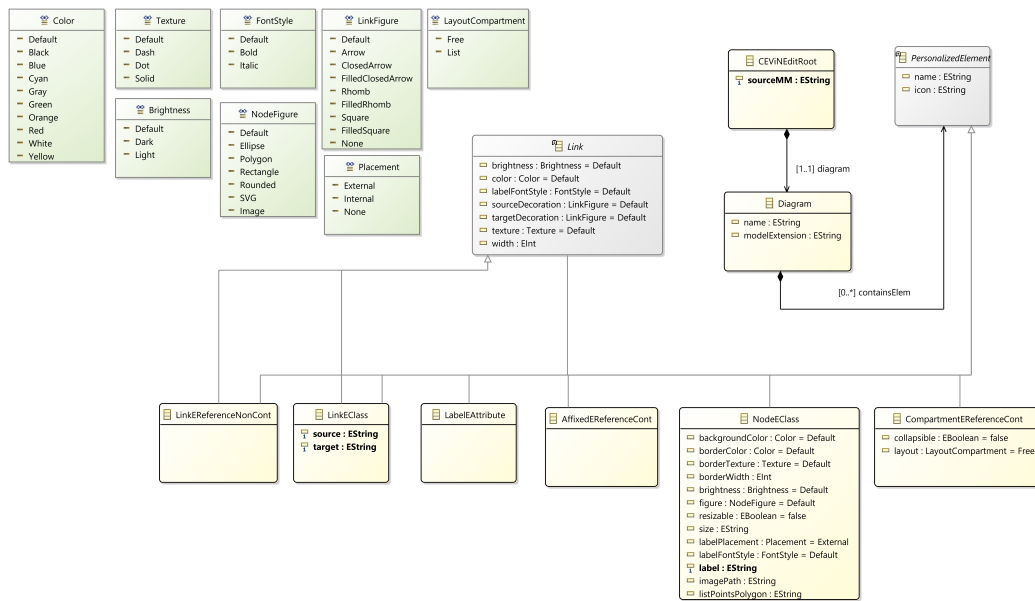 Color
Default
Black
Blue
Cyan
Gray
Green
Orange
Red
White
Yellow
Texture
Default
Dash
Dot
Solid
Brightness
Default
Dark
Light
FontStyle
Default
Bold
Italic
NodeFigure
Default
Ellipse
Polygon
Rectangle
Rounded
SVG
Image
LinkFigure
Default
Arrow
ClosedArrow
FilledClosedArrow
Rhomb
FilledRhomb
Square
FilledSquare
None
Placement
External
Internal
None
LayoutCompartment
Free
List
Link
brightness : Brightness = Default
color : Color = Default
labelFontStyle : FontStyle = Default
sourceDecoration : LinkFigure = Default
targetDecoration : LinkFigure = Default
texture : Texture = Default
width : EInt
CEViNEditRoot
sourceMM : EString
[1..1] diagram
Diagram
name : EString
modelExtension : EString
[0..*] containsElem
PersonalizedElement
name : EString
icon : EString
LinkEReferenceNonCont
LinkEClass
source : EString
target : EString
LabelEAttribute
AffixedEReferenceCont
NodeEClass
backgroundColor : Color = Default
borderColor : Color = Default
borderTexture : Texture = Default
borderWidth : EInt
brightness : Brightness = Default
figure : NodeFigure = Default
resizable : EBoolean = false
size : EString
labelPlacement : Placement = External
labelFontStyle : FontStyle = Default
label : EString
imagePath : EString
listPointsPolygon : EString
CompartmentEReferenceCont
collapsible : EBoolean = false
layout : LayoutCompartment = Free